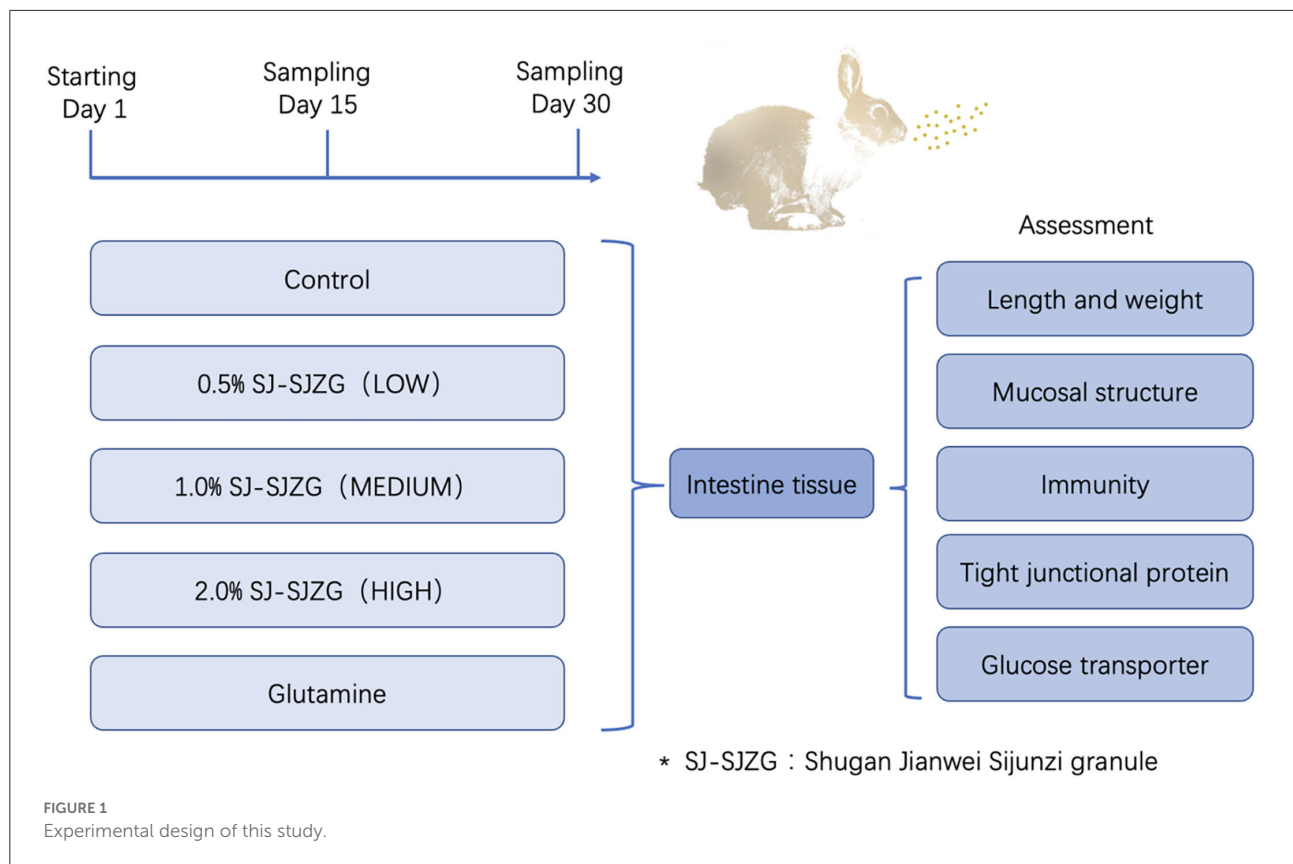 Starting
Day 1
Sampling
Day 15
Sampling
Day 30
Control
0.5% SJ-SJZG（LOW）
1.0% SJ-SJZG（MEDIUM）
2.0% SJ-SJZG（HIGH）
Glutamine
Intestine tissue
Assessment
Length and weight
Mucosal structure
Immunity
Tight junctional protein
Glucose transporter
* SJ-SJZG：Shugan Jianwei Sijunzi granule
FIGURE 1
Experimental design of this study.